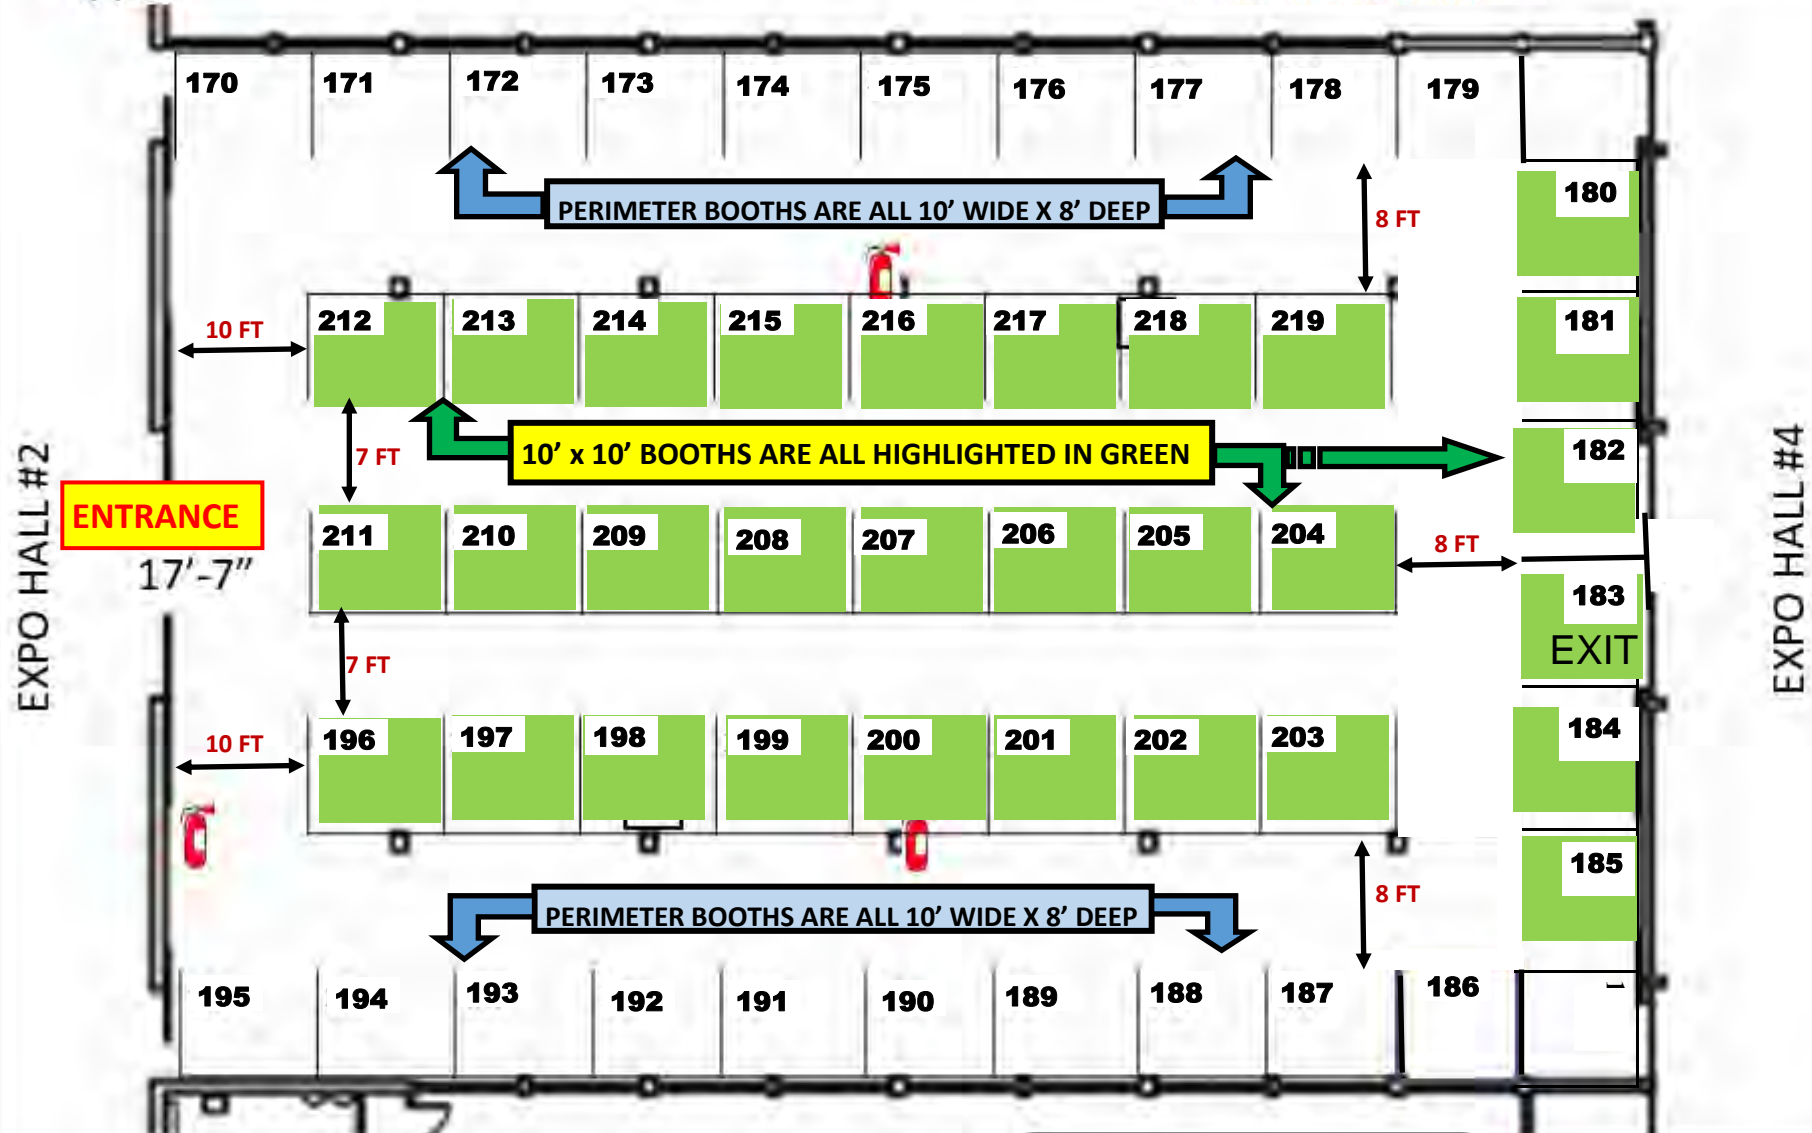 170 171 172 173 174 175 176 177 178 179
180
PERIMETER BOOTHS ARE ALL 10’ WIDE X 8’ DEEP
8 FT
212 213 214 215 216 217 218 219
181
10 FT
7 FT
10’ x 10’ BOOTHS ARE ALL HIGHLIGHTED IN GREEN
182
EXPO HALL #2
ENTRANCE
17’-7”
211 210 209 208 207 206 205 204
8 FT
EXPO HALL #4
183
EXIT
7 FT
196 197 198 199 200 201 202 203
184
10 FT
185
8 FT
PERIMETER BOOTHS ARE ALL 10’ WIDE X 8’ DEEP
195 194 193 192 191 190 189 188 187 186
1